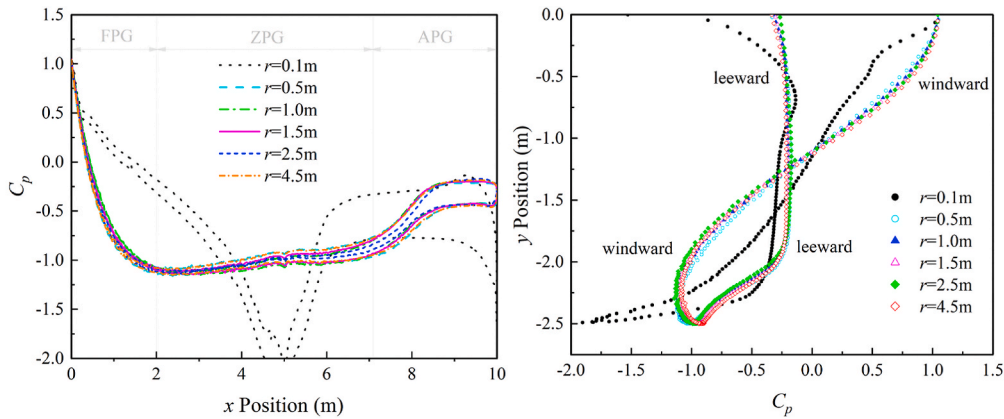 FPG ZPG APG
r=0.1m
r=0.5m
r=1.0m
r=1.5m
r=2.5m
r=4.5m
1.5
1.0
0.5
0.0
-0.5
-1.0
-1.5
-2.0
Cp
0 2 4 6 8 10
x Position (m)
leeward
windward
windward
leeward
r=0.1m
r=0.5m
r=1.0m
r=1.5m
r=2.5m
r=4.5m
0.0
-0.5
-1.0
-1.5
-2.0
-2.5
-3.0
y Position (m)
-2.0 -1.5 -1.0 -0.5 0.0 0.5 1.0 1.5
Cp